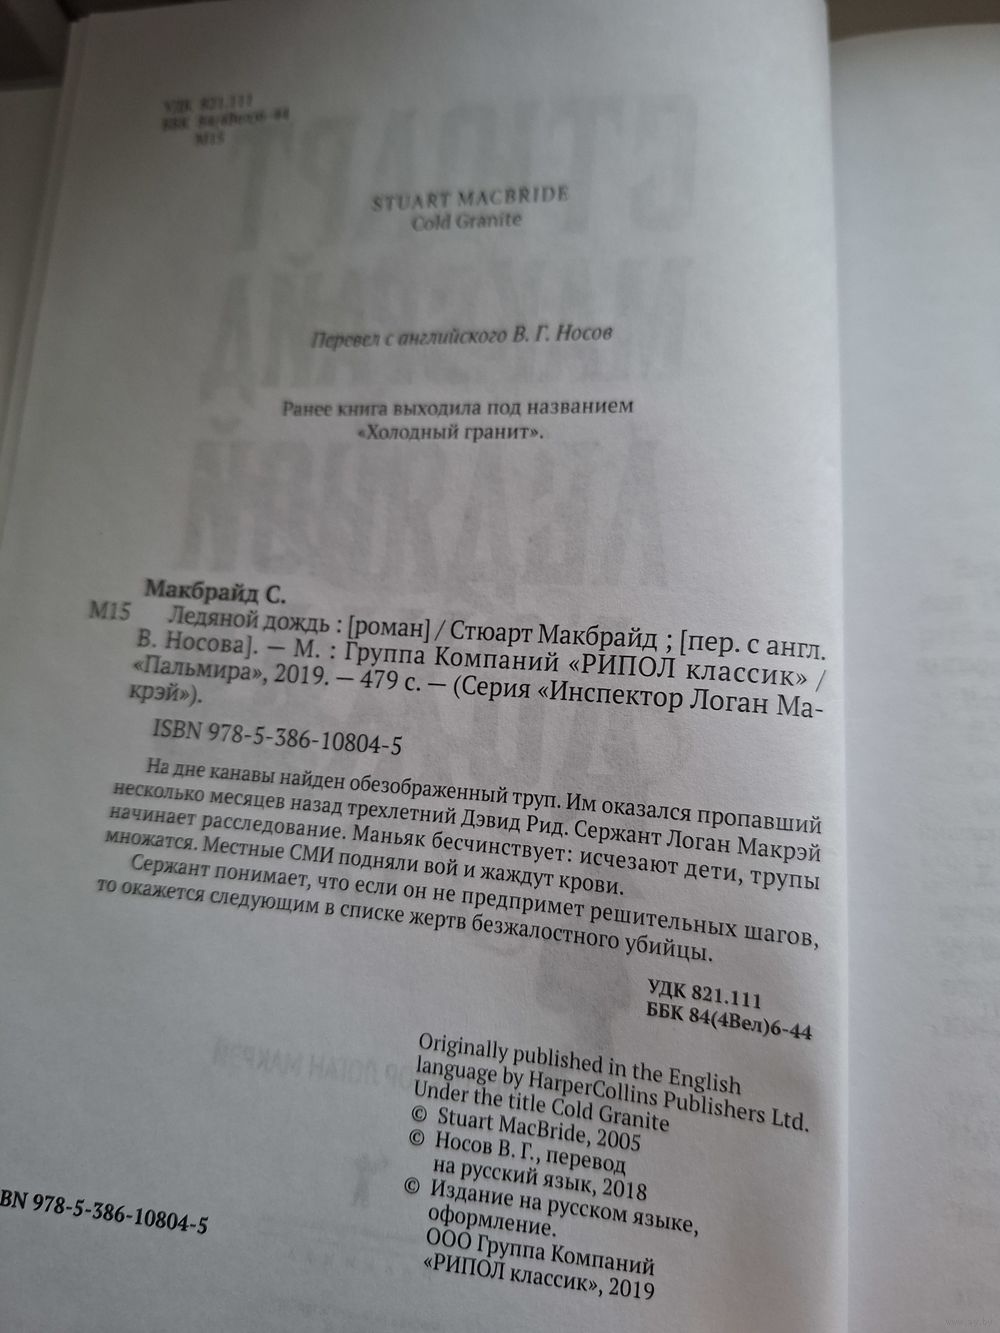 УДК 821.111
ББК 84(4Вел)6-44
М15
STUART MACBRIDE
Cold Granite
Перевел с английского В. Г. Носов
Ранее книга выходила под названием
«Холодный гранит».
Макбрайд С.
М15 Ледяной дождь : [роман] / Стюарт Макбрайд ; [пер. с англ.
В. Носова]. — М. : Группа Компаний «РИПОЛ классик» /
«Пальмира», 2019. — 479 с. — (Серия «Инспектор Логан Ма-
крэй»).
ISBN 978-5-386-10804-5
На дне канавы найден обезображенный труп. Им оказался пропавший
несколько месяцев назад трехлетний Дэвид Рид. Сержант Логан Макрэй
начинает расследование. Маньяк бесчинствует: исчезают дети, трупы
множатся. Местные СМИ подняли вой и жаждут крови.
Сержант понимает, что если он не предпримет решительных шагов,
то окажется следующим в списке жертв безжалостного убийцы.
УДК 821.111
ББК 84(4Вел)6-44
Originally published in the English
language by HarperCollins Publishers Ltd.
Under the title Cold Granite
© Stuart MacBride, 2005
© Носов В. Г., перевод
на русский язык, 2018
© Издание на русском языке,
оформление.
ООО Группа Компаний
«РИПОЛ классик», 2019
BN 978-5-386-10804-5